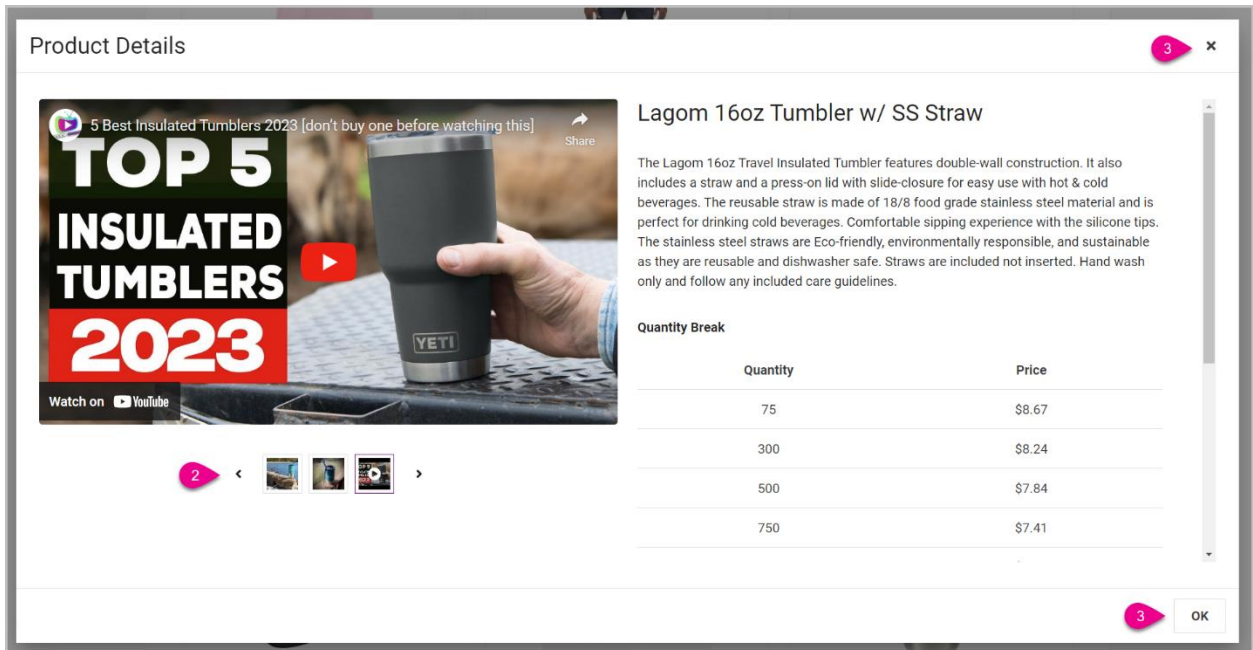 Product Details
3
×
5 Best Insulated Tumblers 2023 [don't buy one before watching this]
Share
TOP 5
INSULATED
TUMBLERS
2023
YETI
Watch on YouTube
2
Lagom 16oz Tumbler w/ SS Straw
The Lagom 16oz Travel Insulated Tumbler features double-wall construction. It also
includes a straw and a press-on lid with slide-closure for easy use with hot & cold
beverages. The reusable straw is made of 18/8 food grade stainless steel material and is
perfect for drinking cold beverages. Comfortable sipping experience with the silicone tips.
The stainless steel straws are Eco-friendly, environmentally responsible, and sustainable
as they are reusable and dishwasher safe. Straws are included not inserted. Hand wash
only and follow any included care guidelines.
Quantity Break
Quantity Price
75 $8.67
300 $8.24
500 $7.84
750 $7.41
3
OK